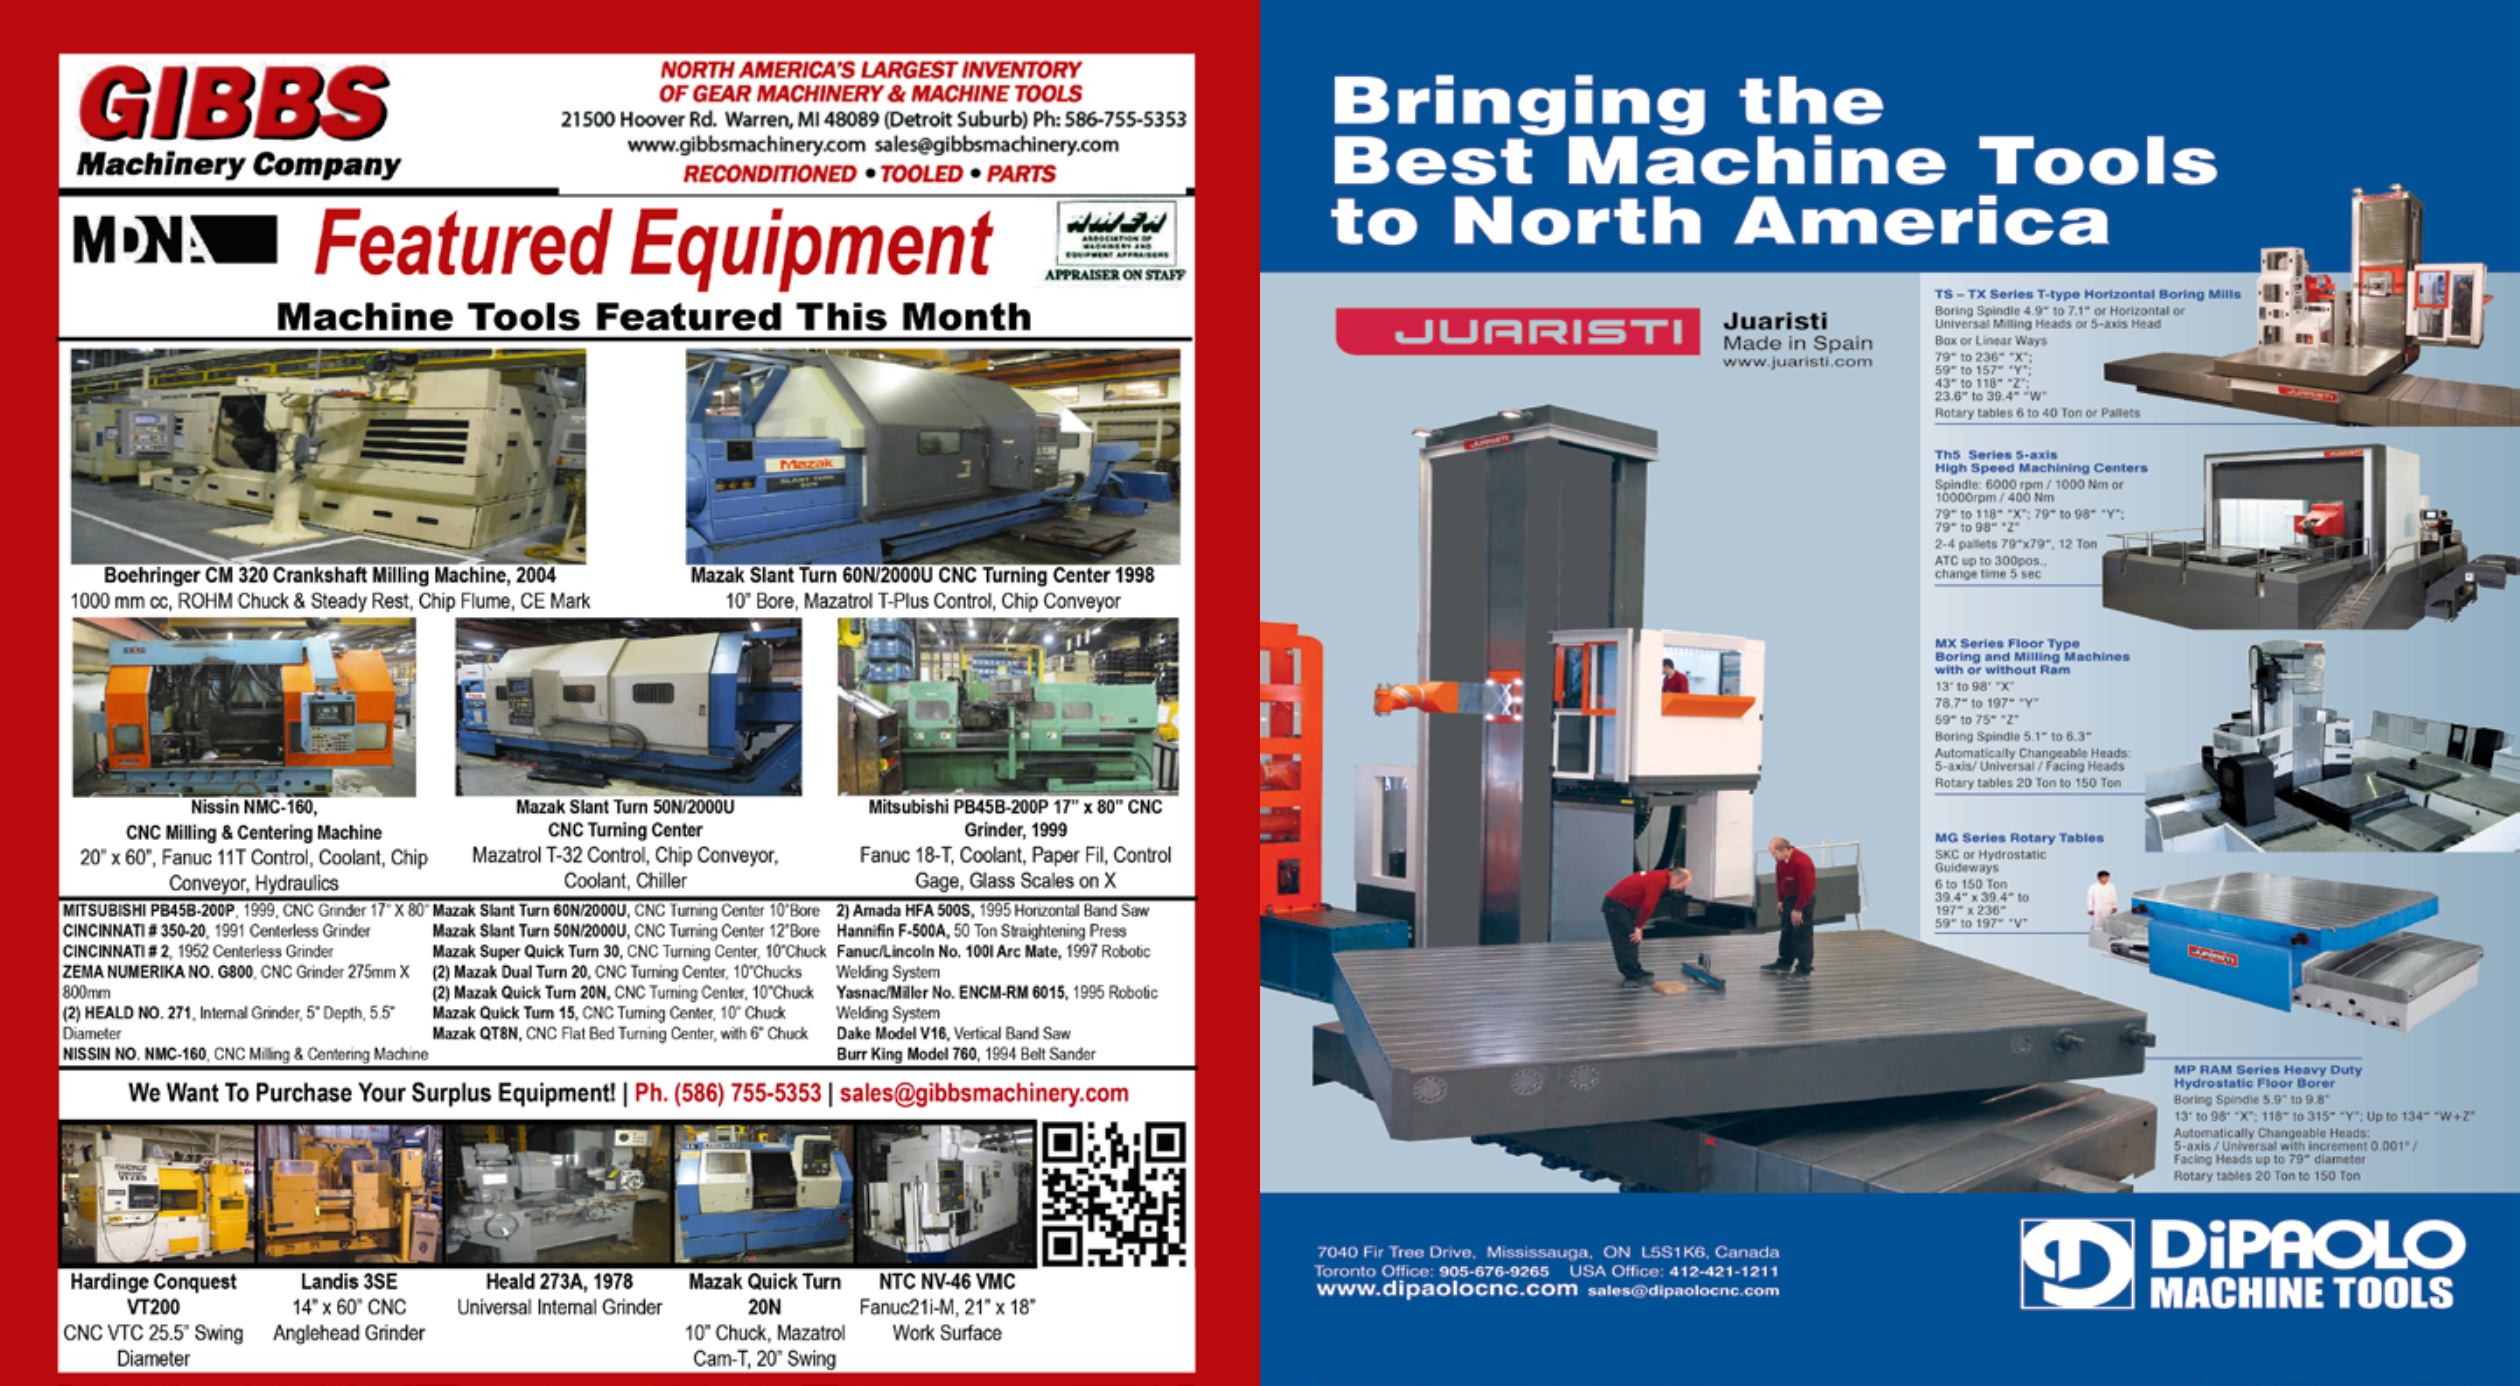 GIBBS
Machinery Company
NORTH AMERICA'S LARGEST INVENTORY
OF GEAR MACHINERY & MACHINE TOOLS
21500 Hoover Rd. Warren, MI 48089 (Detroit Suburb) Ph: 586-755-5353
www.gibbsmachinery.com sales@gibbsmachinery.com
RECONDITIONED • TOOLED • PARTS
MDNA
Featured Equipment
AMEA
ASSOCIATION OF
MACHINERY AND
EQUIPMENT APPRAISERS
APPRAISER ON STAFF
Machine Tools Featured This Month
Mazak
SLANT TURN
Boehringer CM 320 Crankshaft Milling Machine, 2004
1000 mm cc, ROHM Chuck & Steady Rest, Chip Flume, CE Mark
Mazak Slant Turn 60N/2000U CNC Turning Center 1998
10" Bore, Mazatrol T-Plus Control, Chip Conveyor
Nissin NMC-160,
CNC Milling & Centering Machine
20" x 60", Fanuc 11T Control, Coolant, Chip
Conveyor, Hydraulics
Mazak Slant Turn 50N/2000U
CNC Turning Center
Mazatrol T-32 Control, Chip Conveyor,
Coolant, Chiller
Mitsubishi PB45B-200P 17" x 80" CNC
Grinder, 1999
Fanuc 18-T, Coolant, Paper Fil, Control
Gage, Glass Scales on X
MITSUBISHI PB45B-200P, 1999, CNC Grinder 17" X 80"
CINCINNATI # 350-20, 1991 Centerless Grinder
CINCINNATI # 2, 1952 Centerless Grinder
ZEMA NUMERIKA NO. G800, CNC Grinder 275mm X
800mm
(2) HEALD NO. 271, Internal Grinder, 5" Depth, 5.5"
Diameter
NISSIN NO. NMC-160, CNC Milling & Centering Machine
Mazak Slant Turn 60N/2000U, CNC Turning Center 10"Bore
Mazak Slant Turn 50N/2000U, CNC Turning Center 12"Bore
Mazak Super Quick Turn 30, CNC Turning Center, 10"Chuck
(2) Mazak Dual Turn 20, CNC Turning Center, 10"Chucks
(2) Mazak Quick Turn 20N, CNC Turning Center, 10"Chuck
Mazak Quick Turn 15, CNC Turning Center, 10" Chuck
Mazak QT8N, CNC Flat Bed Turning Center, with 6" Chuck
2) Amada HFA 500S, 1995 Horizontal Band Saw
Hannifin F-500A, 50 Ton Straightening Press
Fanuc/Lincoln No. 100I Arc Mate, 1997 Robotic
Welding System
Yasnac/Miller No. ENCM-RM 6015, 1995 Robotic
Welding System
Dake Model V16, Vertical Band Saw
Burr King Model 760, 1994 Belt Sander
We Want To Purchase Your Surplus Equipment! | Ph. (586) 755-5353 | sales@gibbsmachinery.com
Hardinge Conquest
VT200
CNC VTC 25.5" Swing
Diameter
Landis 3SE
14" x 60" CNC
Anglehead Grinder
Heald 273A, 1978
Universal Internal Grinder
Mazak Quick Turn
20N
10" Chuck, Mazatrol
Cam-T, 20" Swing
NTC NV-46 VMC
Fanuc21i-M, 21" x 18"
Work Surface
Bringing the
Best Machine Tools
to North America
JUARISTI
Juaristi
Made in Spain
www.juaristi.com
TS – TX Series T-type Horizontal Boring Mills
Boring Spindle 4.9" to 7.1" or Horizontal or
Universal Milling Heads or 5-axis Head
Box or Linear Ways
79" to 236" "X";
59" to 157" "Y";
43" to 118" "Z";
23.6" to 39.4" "W"
Rotary tables 6 to 40 Ton or Pallets
JUARISTI
Th5 Series 5-axis
High Speed Machining Centers
Spindle: 6000 rpm / 1000 Nm or
10000rpm / 400 Nm
79" to 118" "X"; 79" to 98" "Y";
79" to 98" "Z"
2-4 pallets 79"x79", 12 Ton
ATC up to 300pos.,
change time 5 sec
JUARISTI
MX Series Floor Type
Boring and Milling Machines
with or without Ram
13' to 98' "X"
78.7" to 197" "Y"
59" to 75" "Z"
Boring Spindle 5.1" to 6.3"
Automatically Changeable Heads:
5-axis/ Universal / Facing Heads
Rotary tables 20 Ton to 150 Ton
MG Series Rotary Tables
SKC or Hydrostatic
Guideways
6 to 150 Ton
39.4" x 39.4" to
197" x 236"
59" to 197" "V"
JUARISTI
MP RAM Series Heavy Duty
Hydrostatic Floor Borer
Boring Spindle 5.9" to 9.8"
13' to 98' "X"; 118" to 315" "Y"; Up to 134" "W+Z"
Automatically Changeable Heads:
5-axis / Universal with increment 0.001° /
Facing Heads up to 79" diameter
Rotary tables 20 Ton to 150 Ton
7040 Fir Tree Drive, Mississauga, ON L5S1K6, Canada
Toronto Office: 905-676-9265 USA Office: 412-421-1211
www.dipaolocnc.com sales@dipaolocnc.com
DiPAOLO
MACHINE TOOLS